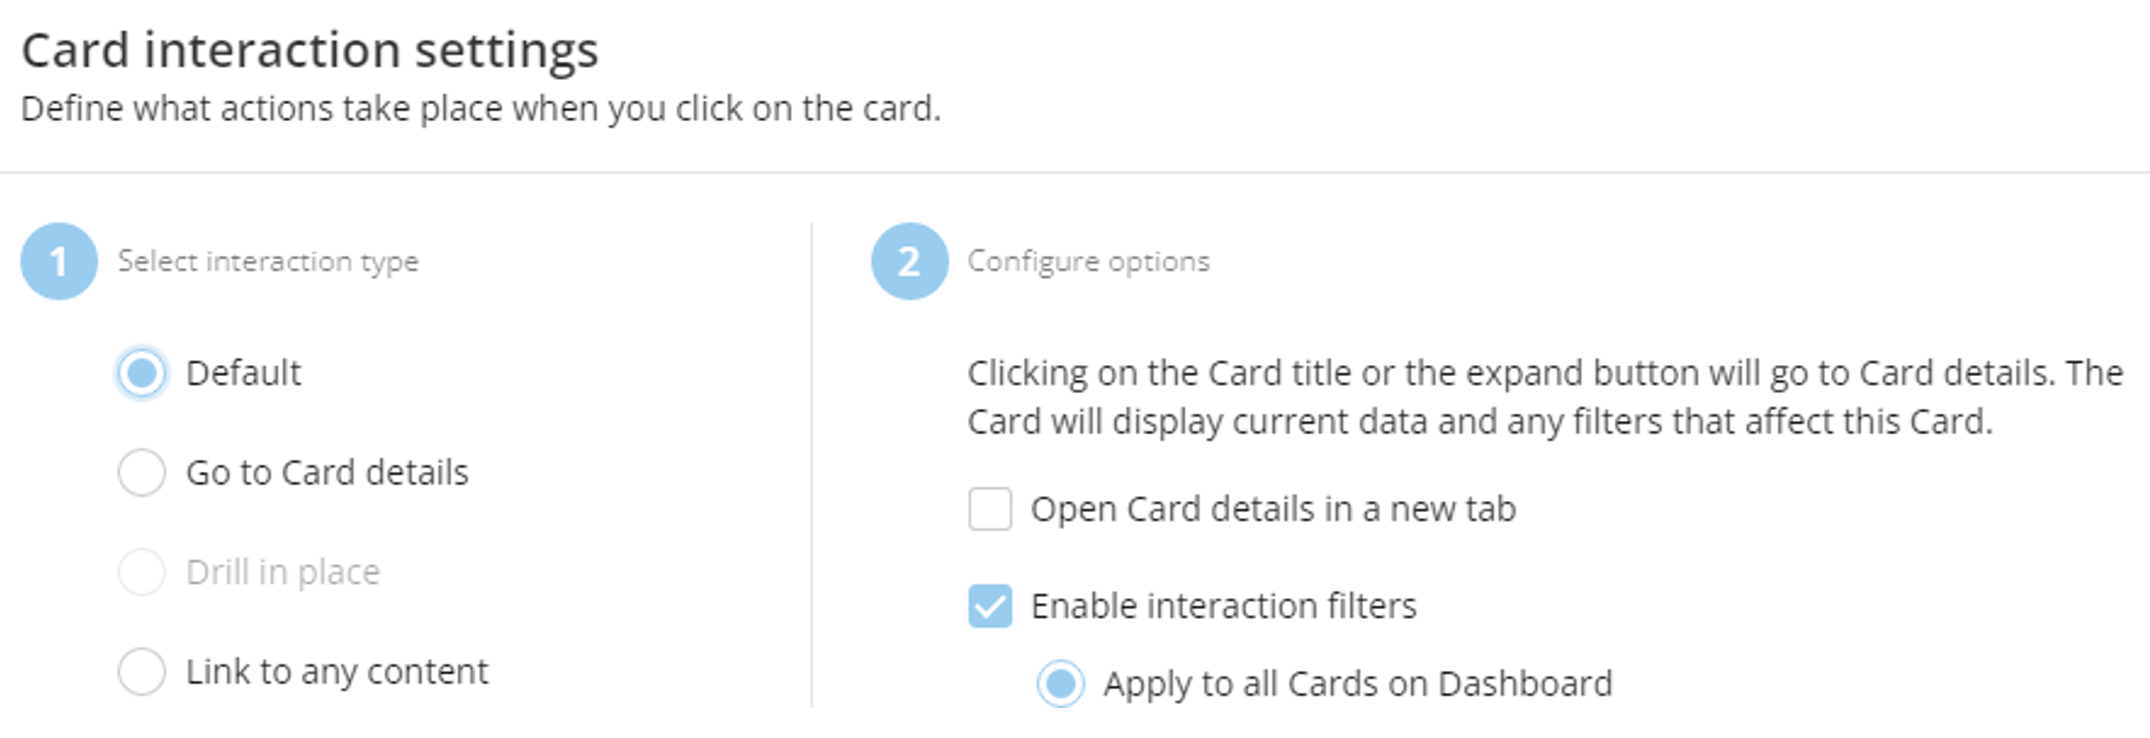 Card interaction settings
Define what actions take place when you click on the card.
1 Select interaction type
Default
Go to Card details
Drill in place
Link to any content
2 Configure options
Clicking on the Card title or the expand button will go to Card details. The
Card will display current data and any filters that affect this Card.
Open Card details in a new tab
Enable interaction filters
Apply to all Cards on Dashboard